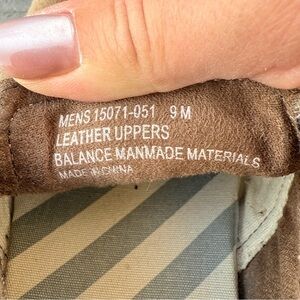 MENS 15071-051 9 M
LEATHER UPPERS
BALANCE MANMADE MATERIALS
MADE IN CHINA